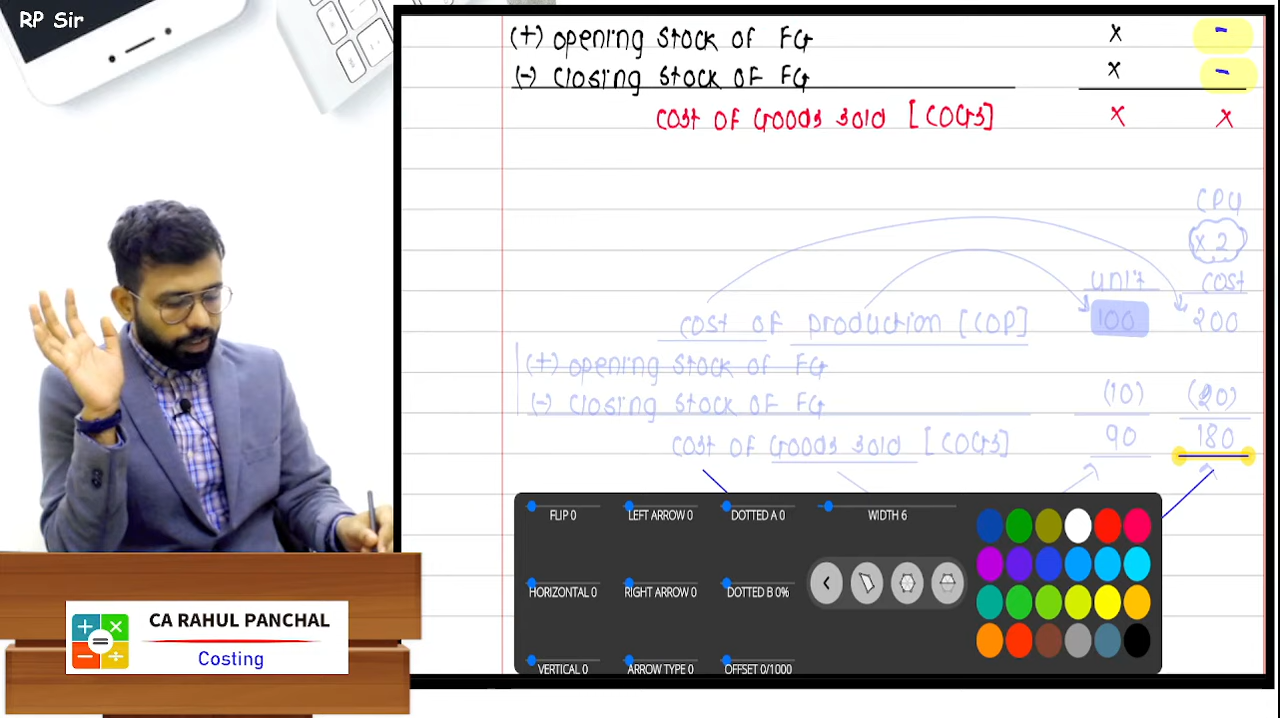 RP Sir
(+) opening stock of FG x -
(-) closing stock of FG x -
cost of Goods sold [COGS] x x
CPU
x 2
unit cost
cost of production [COP] 100 200
(+) opening stock of FG
(-) closing stock of FG (10) (20)
cost of Goods sold [COGS] 90 180
FLIP 0 LEFT ARROW 0 DOTTED A 0 WIDTH 6
HORIZONTAL 0 RIGHT ARROW 0 DOTTED B 0%
VERTICAL 0 ARROW TYPE 0 OFFSET 0/1000
CA RAHUL PANCHAL
Costing